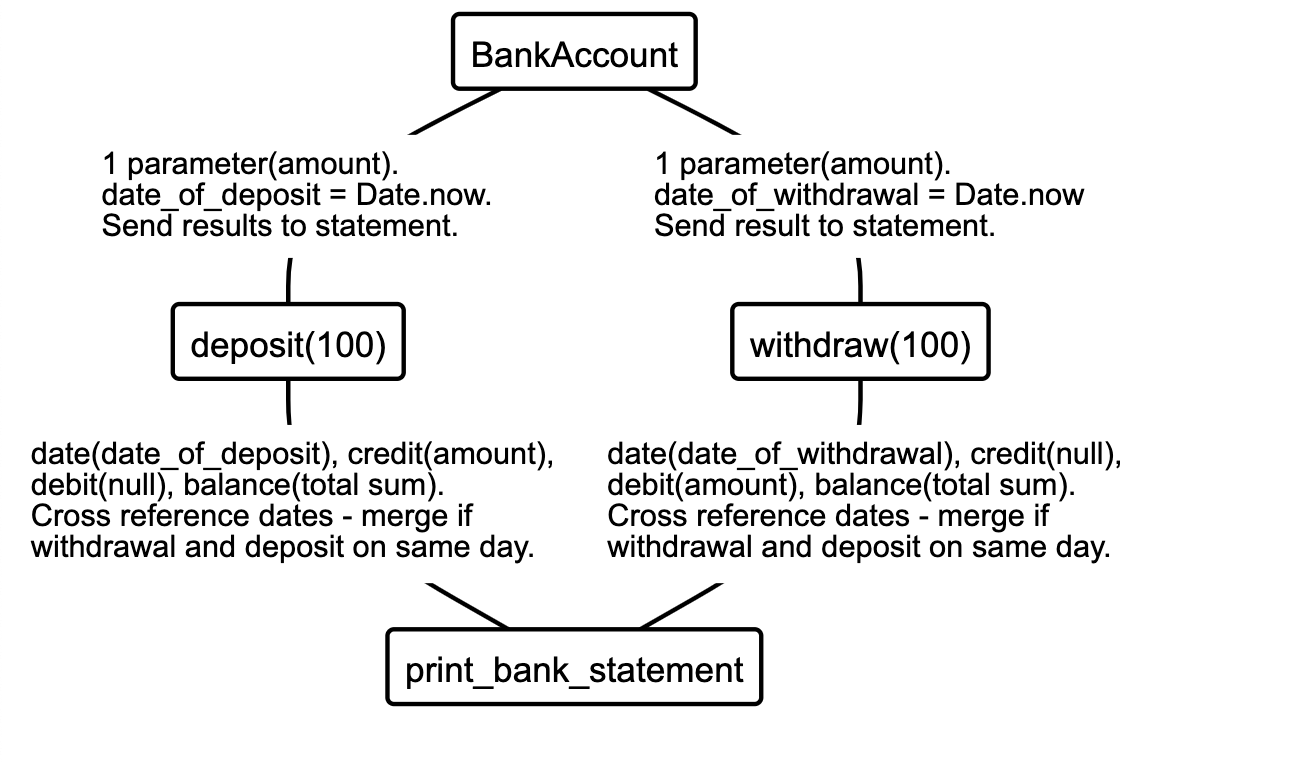 BankAccount
1 parameter(amount).
date_of_deposit = Date.now.
Send results to statement.
1 parameter(amount).
date_of_withdrawal = Date.now
Send result to statement.
deposit(100)
withdraw(100)
date(date_of_deposit), credit(amount),
debit(null), balance(total sum).
Cross reference dates - merge if
withdrawal and deposit on same day.
date(date_of_withdrawal), credit(null),
debit(amount), balance(total sum).
Cross reference dates - merge if
withdrawal and deposit on same day.
print_bank_statement